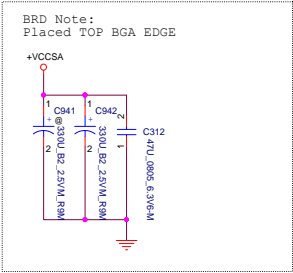 BRD Note:
Placed TOP BGA EDGE
+VCCSA
1
C941
+
@
2
330U_B2_2.5VM_R9M
1
C942
+
2
330U_B2_2.5VM_R9M
2
C312
1
47U_0805_6.3V6-M